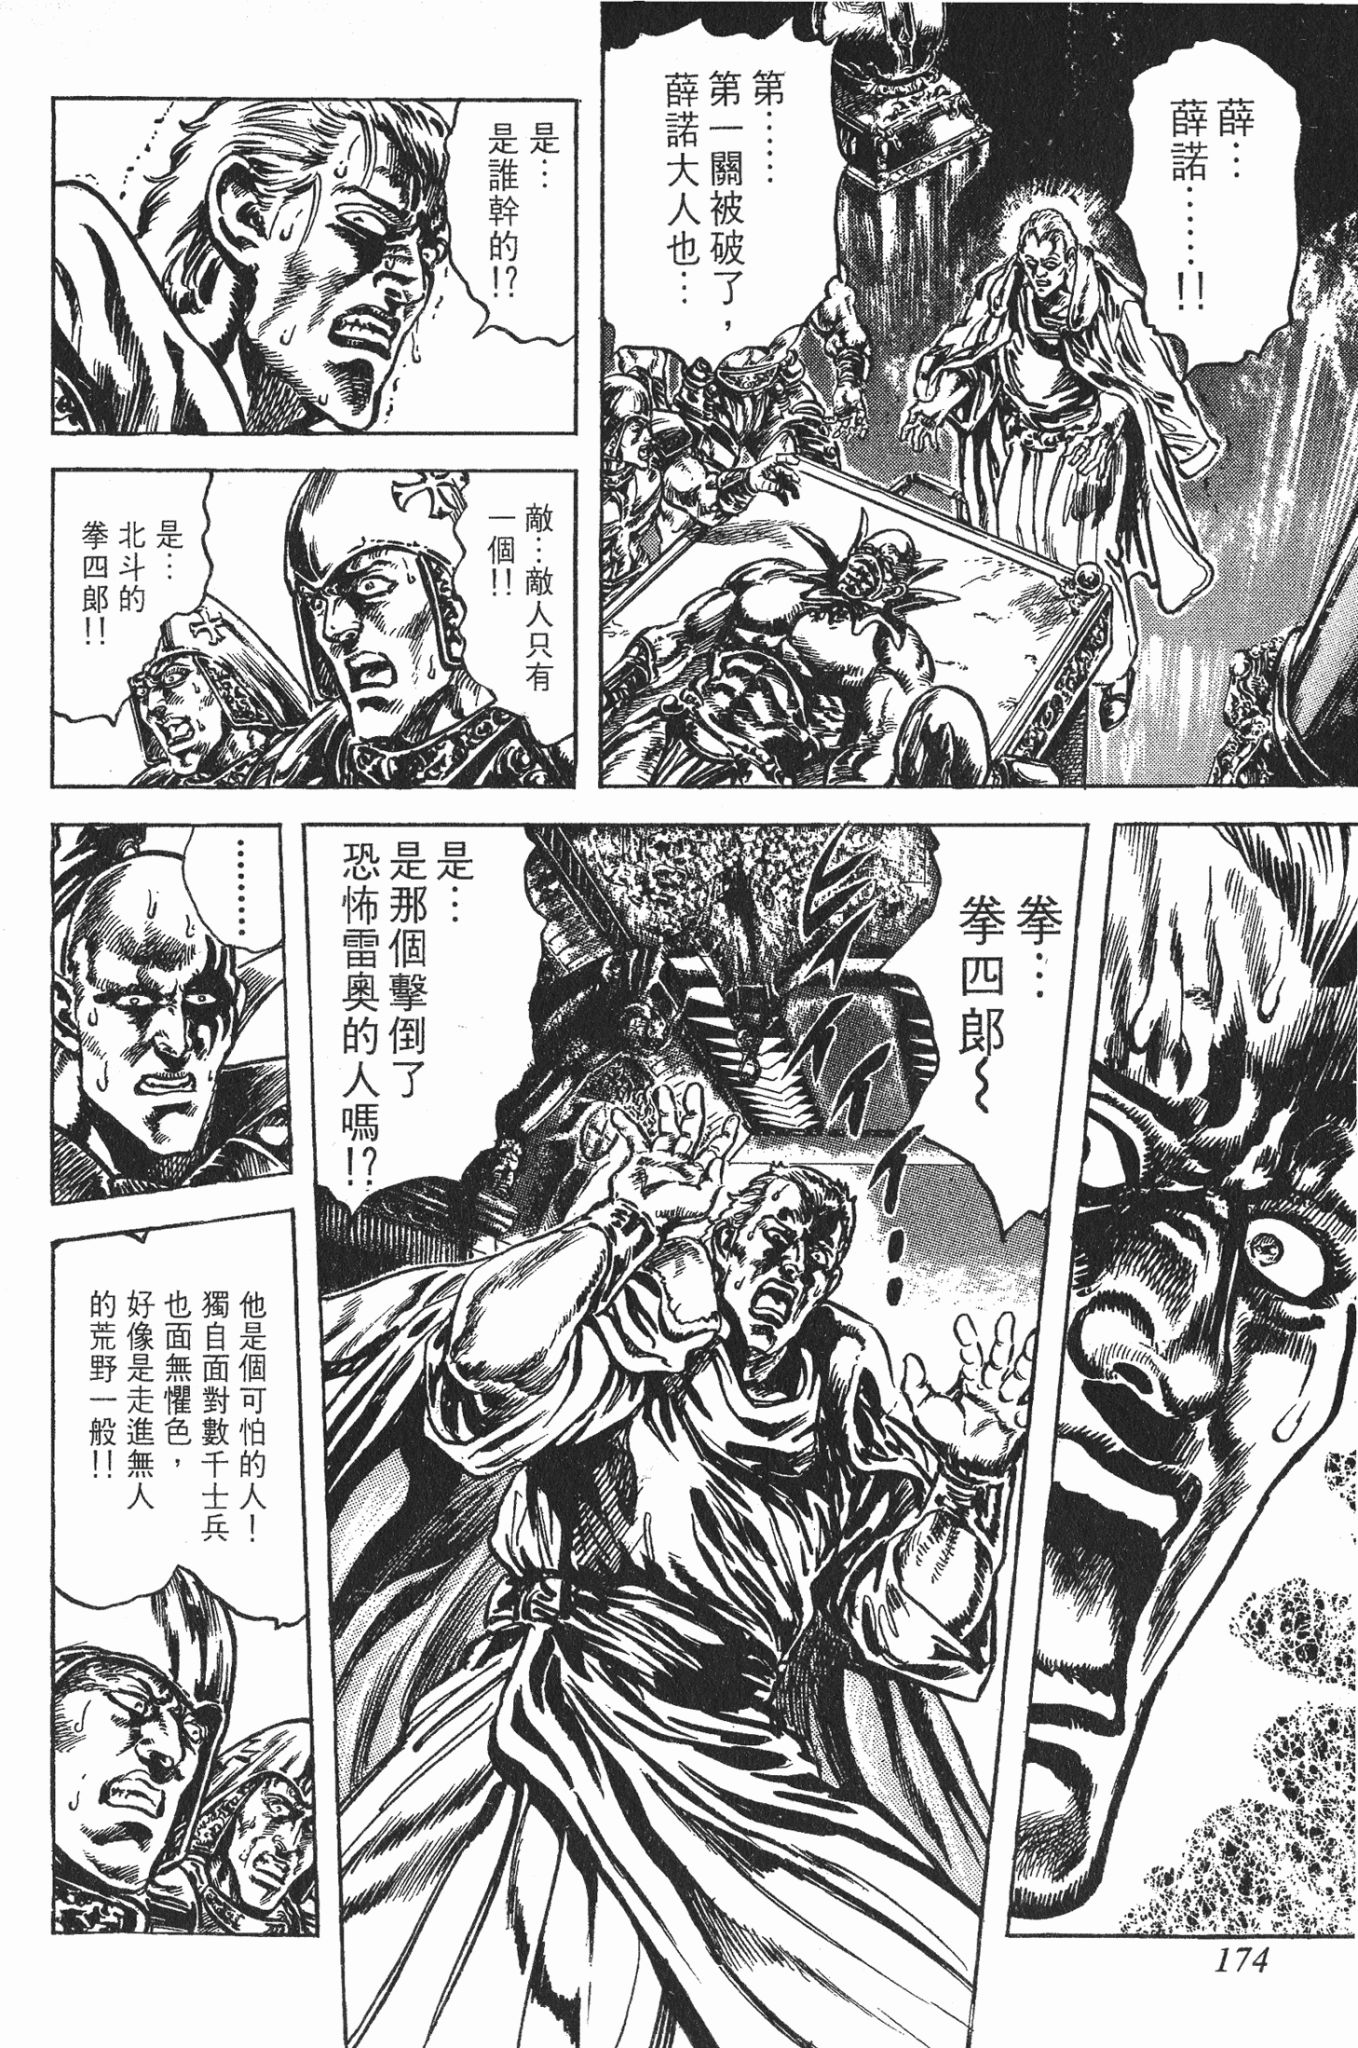 薛…
薛諾……!!
第……
第一關被破了，
薛諾大人也…
是…
是誰幹的!?
敵…敵人只有
一個!!
是…
北斗的
拳四郎!!
拳…
拳四郎～
是…
是那個擊倒了
恐怖雷奧的人嗎!?
………
他是個可怕的人！
獨自面對數千士兵
也面無懼色，
好像是走進無人
的荒野一般!!
174